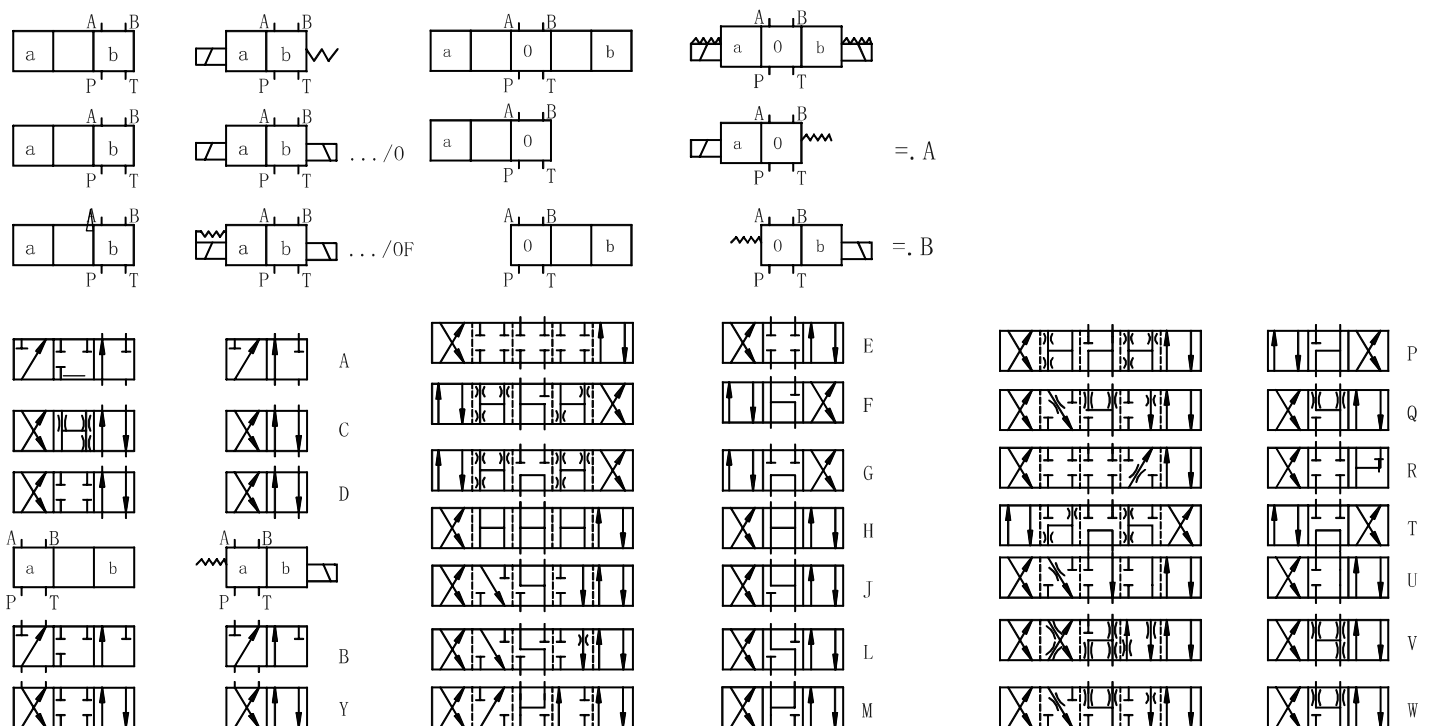 A B A B A B A B
a b a b a 0 b a 0 b
P T P T P T P T
A B A B A B A B
a b a b .../0 a 0 a 0 =.A
P T P T P T P T
A B A B A B A B
a b a b .../0F 0 b 0 b =.B
P T P T P T P T
A E P
C F Q
D G R
A B A B H T
a b a b
P T P T J U
B L V
Y M W